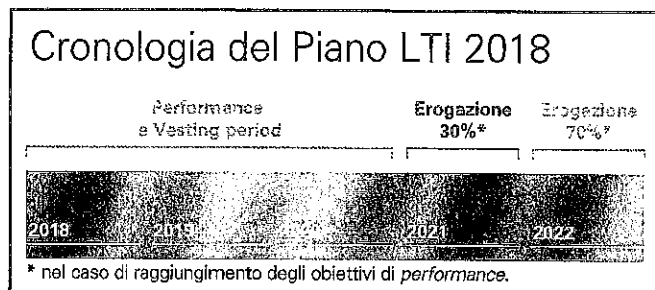 Cronologia del Piano LTI 2018
Performance
e Vesting period
Erogazione
30%*
Erogazione
70%*
2018 2019 2021 2022
* nel caso di raggiungimento degli obiettivi di performance.